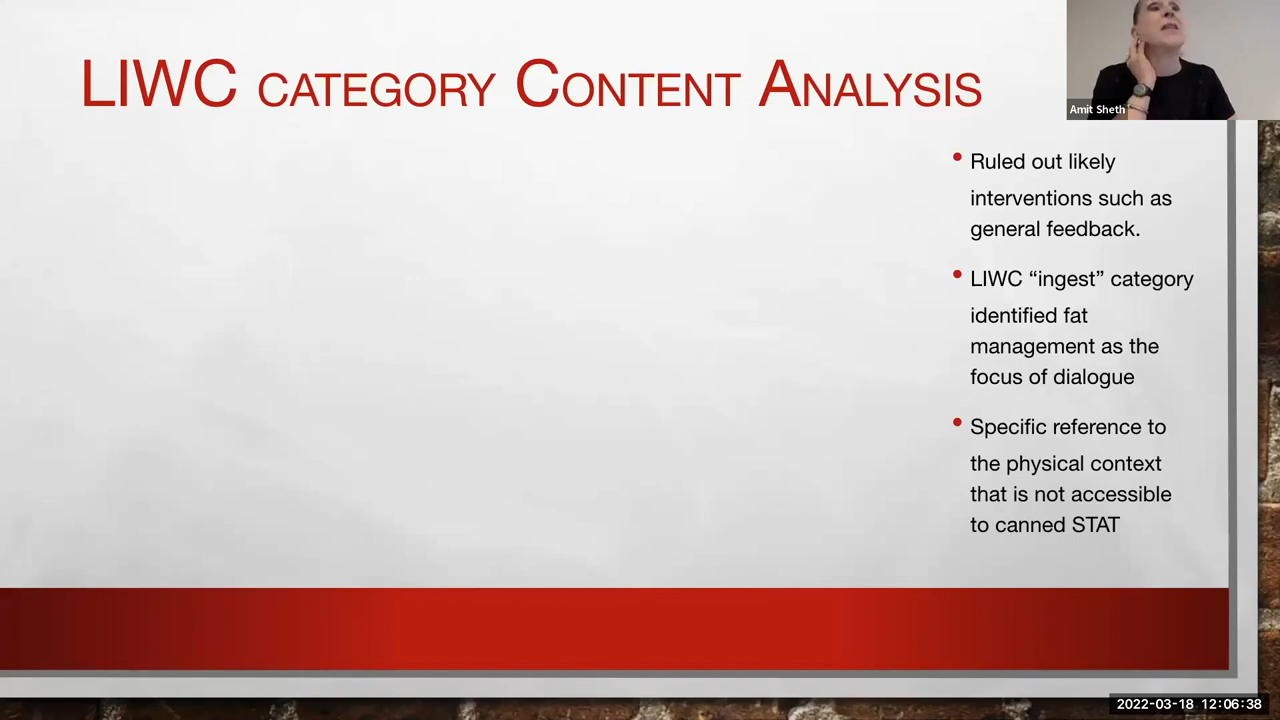 LIWC CATEGORY CONTENT ANALYSIS
Amit Sheth
• Ruled out likely
interventions such as
general feedback.
• LIWC “ingest” category
identified fat
management as the
focus of dialogue
• Specific reference to
the physical context
that is not accessible
to canned STAT
2022-03-18 12:06:38